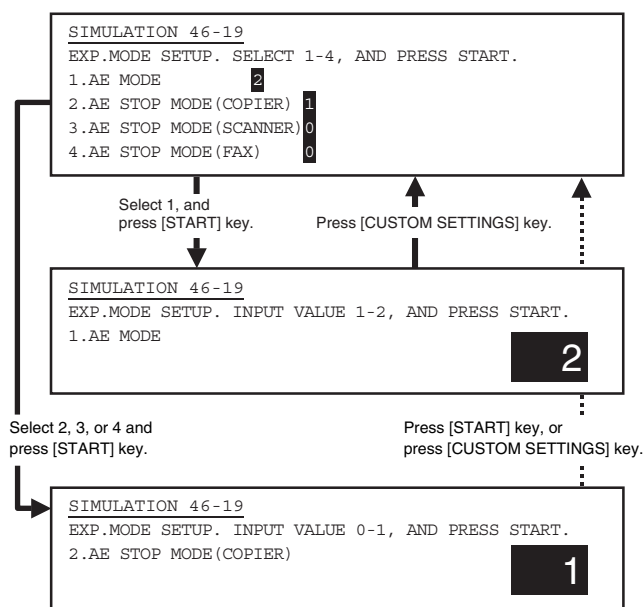 SIMULATION 46-19
EXP.MODE SETUP. SELECT 1-4, AND PRESS START.
1.AE MODE 2
2.AE STOP MODE(COPIER) 1
3.AE STOP MODE(SCANNER) 0
4.AE STOP MODE(FAX) 0
Select 1, and
press [START] key.
Press [CUSTOM SETTINGS] key.
SIMULATION 46-19
EXP.MODE SETUP. INPUT VALUE 1-2, AND PRESS START.
1.AE MODE
2
Select 2, 3, or 4 and
press [START] key.
Press [START] key, or
press [CUSTOM SETTINGS] key.
SIMULATION 46-19
EXP.MODE SETUP. INPUT VALUE 0-1, AND PRESS START.
2.AE STOP MODE(COPIER)
1